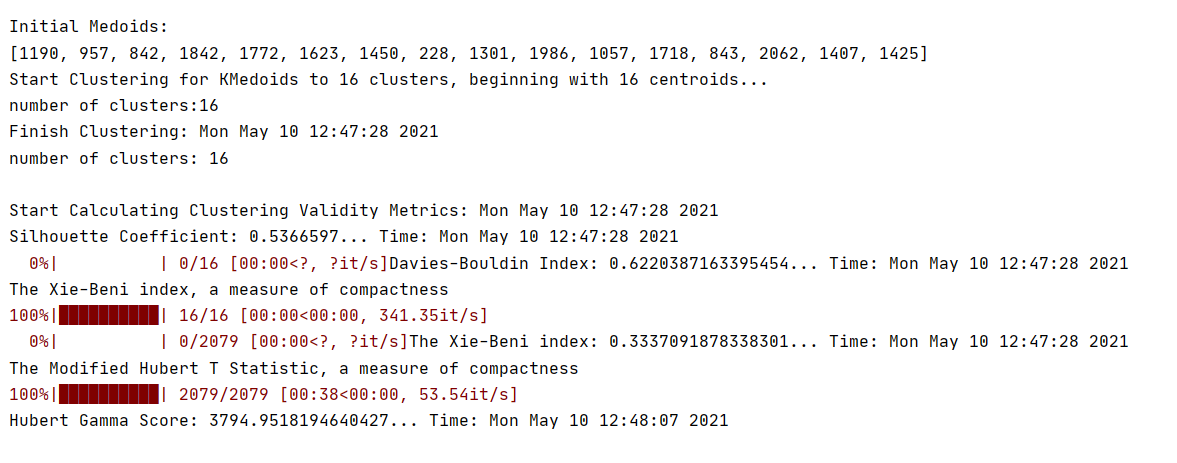 Initial Medoids:
[1190, 957, 842, 1842, 1772, 1623, 1450, 228, 1301, 1986, 1057, 1718, 843, 2062, 1407, 1425]
Start Clustering for KMedoids to 16 clusters, beginning with 16 centroids...
number of clusters:16
Finish Clustering: Mon May 10 12:47:28 2021
number of clusters: 16
Start Calculating Clustering Validity Metrics: Mon May 10 12:47:28 2021
Silhouette Coefficient: 0.5366597... Time: Mon May 10 12:47:28 2021
0%|          | 0/16 [00:00<?, ?it/s]Davies-Bouldin Index: 0.6220387163395454... Time: Mon May 10 12:47:28 2021
The Xie-Beni index, a measure of compactness
100%|██████████| 16/16 [00:00<00:00, 341.35it/s]
0%|          | 0/2079 [00:00<?, ?it/s]The Xie-Beni index: 0.3337091878338301... Time: Mon May 10 12:47:28 2021
The Modified Hubert T Statistic, a measure of compactness
100%|██████████| 2079/2079 [00:38<00:00, 53.54it/s]
Hubert Gamma Score: 3794.9518194640427... Time: Mon May 10 12:48:07 2021